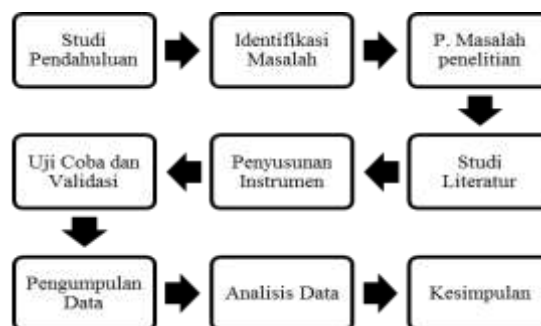 Studi
Pendahuluan
Identifikasi
Masalah
P. Masalah
penelitian
Studi
Literatur
Penyusunan
Instrumen
Uji Coba dan
Validasi
Pengumpulan
Data
Analisis Data
Kesimpulan